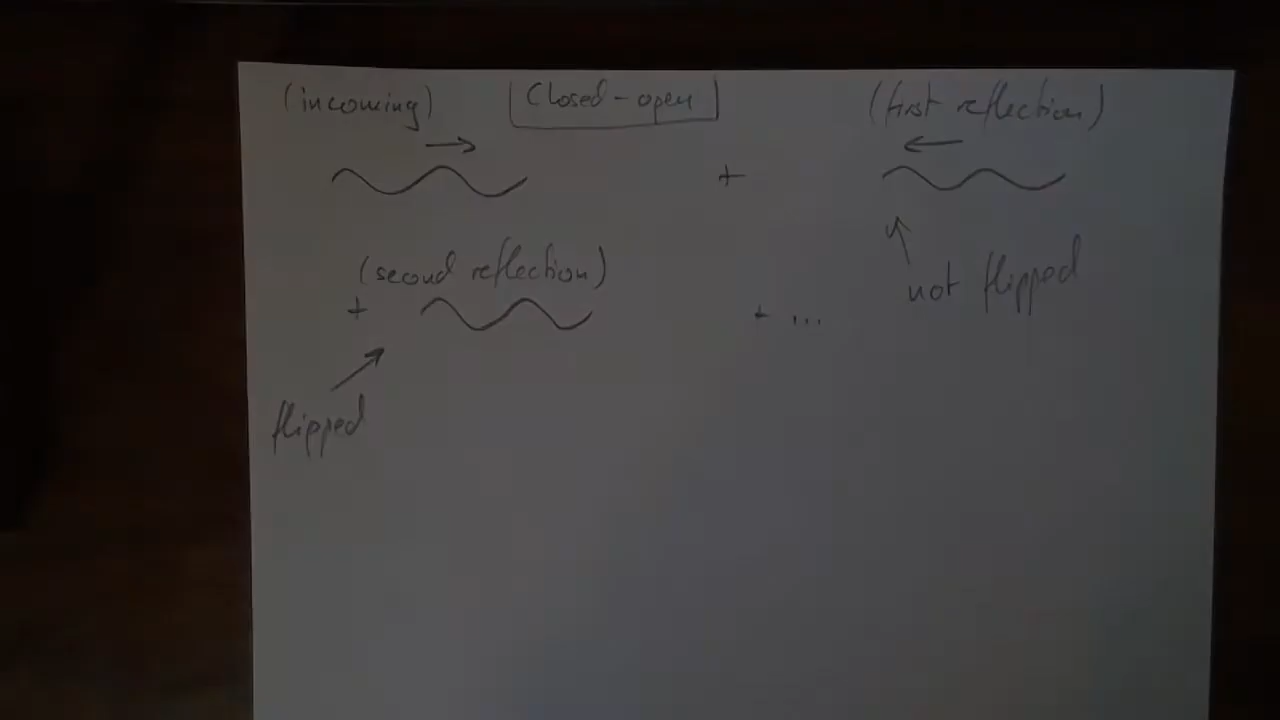 (incoming) Closed-open (first reflection)
+
(second reflection) not flipped
+ + ...
flipped